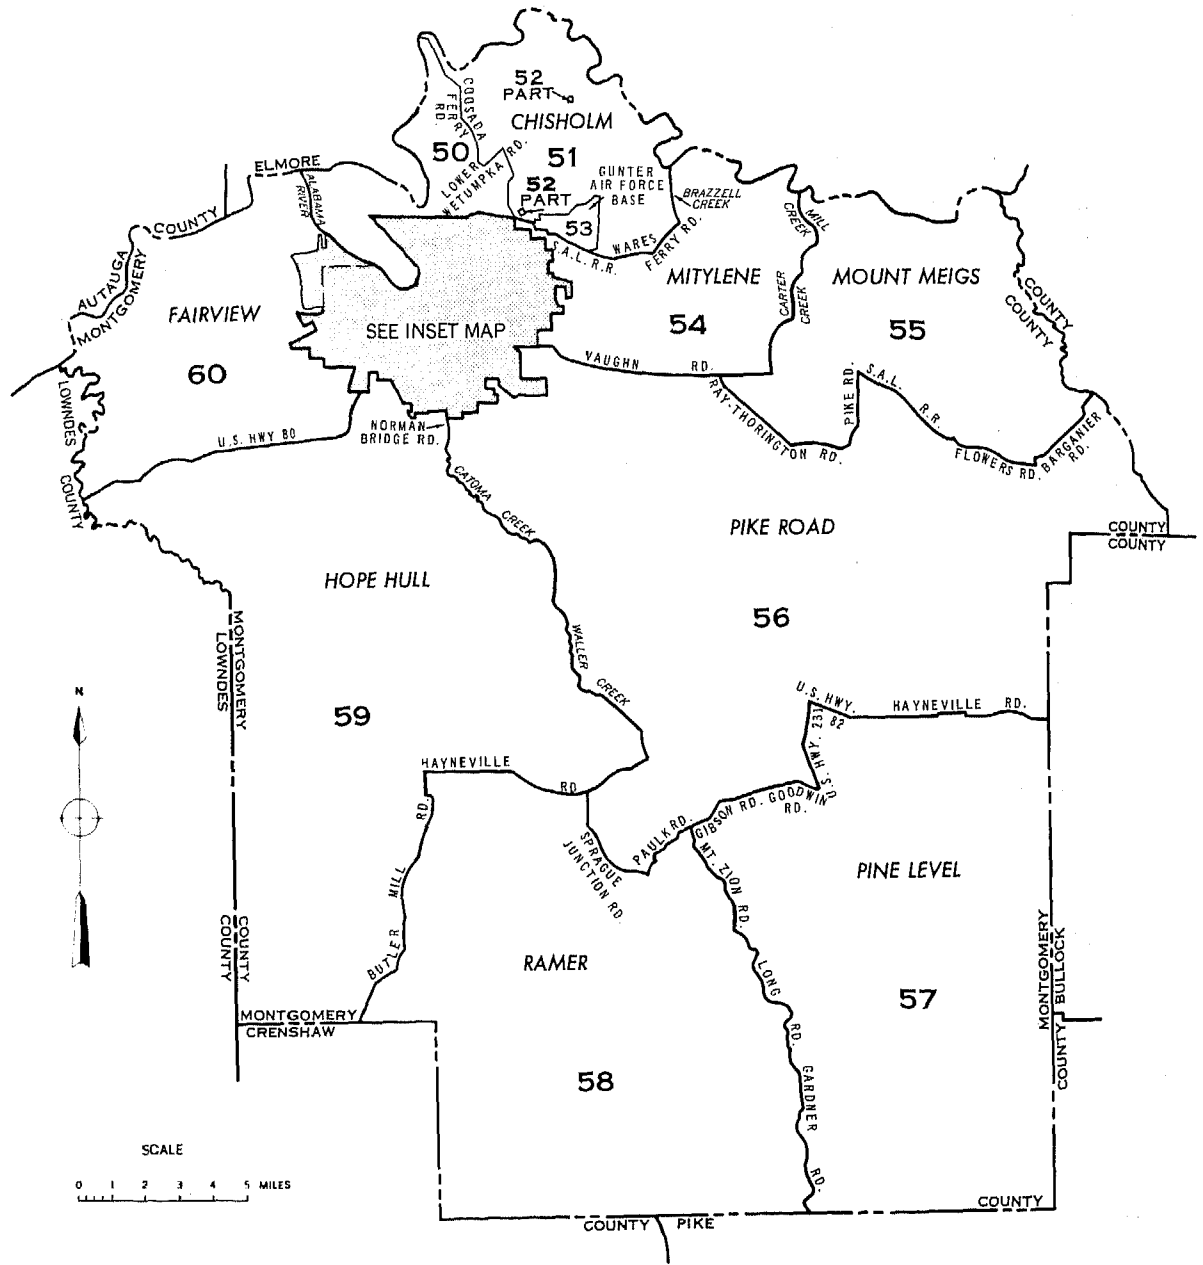 52
PART
CHISHOLM
COOSADA
FERRY
RD.
50
51
LOWER
WETUMPKA RD.
52
PART
GUNTER
AIR FORCE
BASE
53
S.A.L. R.R.
WARES
FERRY RD.
BRAZZELL
CREEK
ELMORE
COUNTY
ALABAMA
RIVER
AUTAUGA
MONTGOMERY
MILL
CREEK
CARTER
CREEK
MITYLENE
54
MOUNT MEIGS
55
COUNTY
COUNTY
FAIRVIEW
60
SEE INSET MAP
VAUGHN RD.
RAY-THORINGTON RD.
PIKE RD.
S.A.L. R.R.
FLOWERS RD.
BARGANIER
RD.
LOWNDES
COUNTY
U.S. HWY 80
NORMAN
BRIDGE RD.
CATOMA
CREEK
PIKE ROAD
56
COUNTY
COUNTY
HOPE HULL
59
MONTGOMERY
LOWNDES
WALLER
CREEK
N
U.S. HWY.
82
HAYNEVILLE RD.
U.S. HWY. 231
HAYNEVILLE
RD
GOODWIN
RD.
GIBSON RD.
PAULK RD.
SPRAGUE
JUNCTION RD.
BUTLER MILL RD.
MT. ZION RD.
LONG RD.
GARDNER RD.
PINE LEVEL
57
RAMER
58
COUNTY
COUNTY
MONTGOMERY
CRENSHAW
MONTGOMERY
BULLOCK
COUNTY
SCALE
0 1 2 3 4 5 MILES
COUNTY
COUNTY PIKE